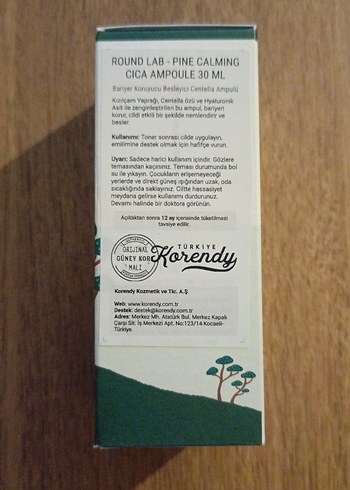 ROUND LAB - PINE CALMING
CICA AMPOULE 30 ML
Bariyer Koruyucu Besleyici Centella Ampulü
Kızılçam Yaprağı, Centella özü ve Hyaluronik
Asit ile zenginleştirilen bu ampul, bariyeri
korur, cildi etkili bir şekilde nemlendirir ve
besler.
Kullanımı: Toner sonrası cilde uygulayın,
emilimine destek olmak için hafifçe vurun.
Uyarı: Sadece harici kullanım içindir. Gözlere
temasından kaçınınız. Teması durumunda bol
su ile yıkayın. Çocukların erişemeyeceği
yerlerde ve direkt güneş ışığından uzak, oda
sıcaklığında saklayınız. Ciltte hassasiyet
meydana gelirse kullanımı durdurunuz.
Devamı halinde bir doktora görünün.
Açıldıktan sonra 12 ay içerisinde tüketilmesi
tavsiye edilir.
ORİJİNAL
GÜNEY KOR
MALI
TÜRKİYE
Korendy
Korendy Kozmetik ve Tic. A.Ş.
Web: www.korendy.com.tr
Destek: destek@korendy.com.tr
Adres: Merkez Mh. Atatürk Bul. Merkez Kapalı
Çarşı Sit. İş Merkezi Apt. No:123/14 Kocaeli-
Türkiye